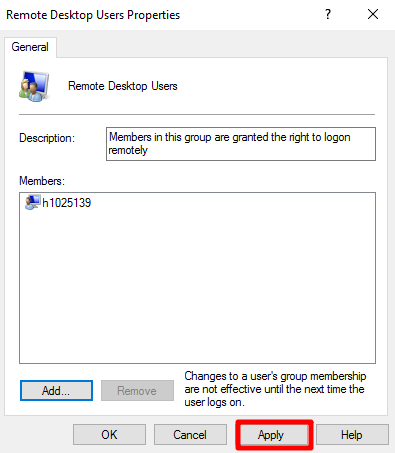 Remote Desktop Users Properties
?
General
Remote Desktop Users
Description:
Members in this group are granted the right to logon
remotely
Members:
h1025139
Add...
Remove
Changes to a user's group membership
are not effective until the next time the
user logs on.
OK
Cancel
Apply
Help